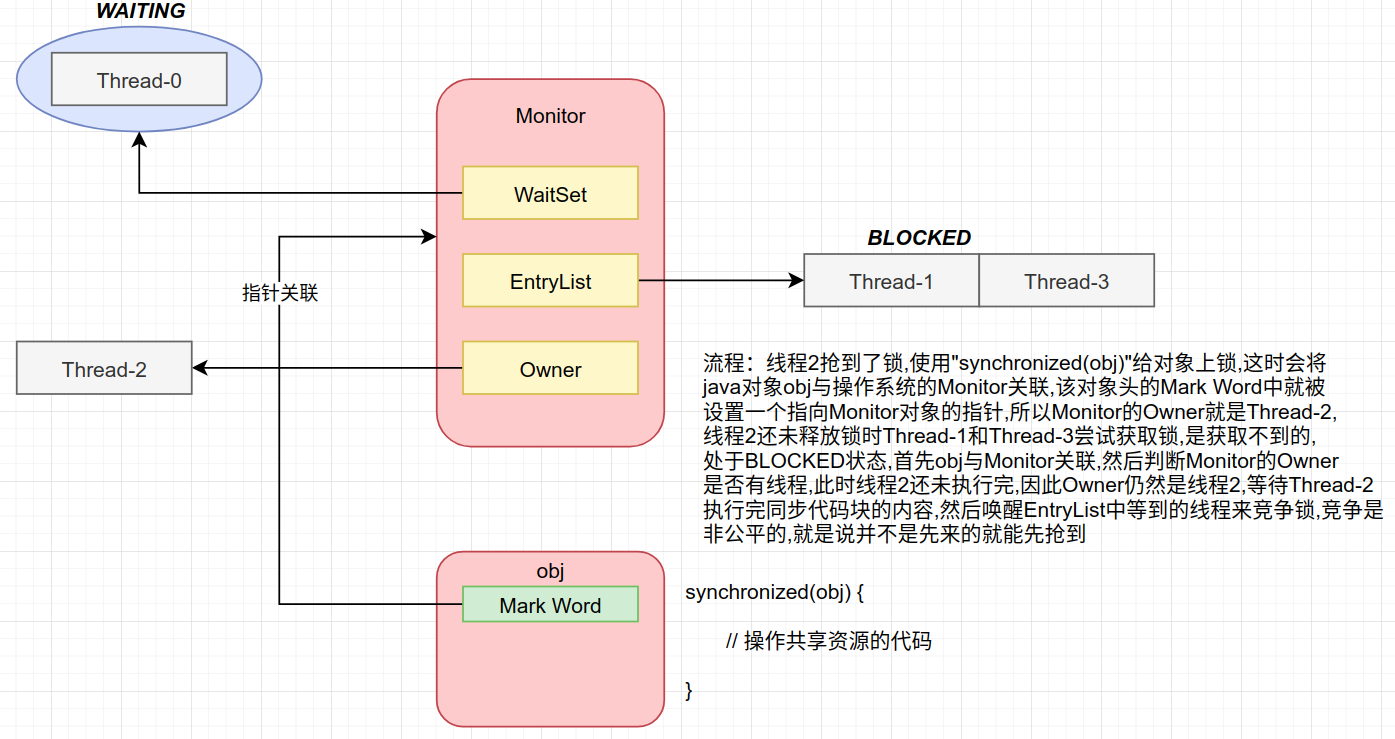 WAITING
Thread-0
Monitor
WaitSet
BLOCKED
EntryList
Thread-1
Thread-3
指针关联
Thread-2
Owner
流程：线程2抢到了锁,使用"synchronized(obj)"给对象上锁,这时会将
java对象obj与操作系统的Monitor关联,该对象头的Mark Word中就被
设置一个指向Monitor对象的指针,所以Monitor的Owner就是Thread-2,
线程2还未释放锁时Thread-1和Thread-3尝试获取锁,是获取不到的,
处于BLOCKED状态,首先obj与Monitor关联,然后判断Monitor的Owner
是否有线程,此时线程2还未执行完,因此Owner仍然是线程2,等待Thread-2
执行完同步代码块的内容,然后唤醒EntryList中等到的线程来竞争锁,竞争是
非公平的,就是说并不是先来的就能先抢到
obj
Mark Word
synchronized(obj) {
// 操作共享资源的代码
}